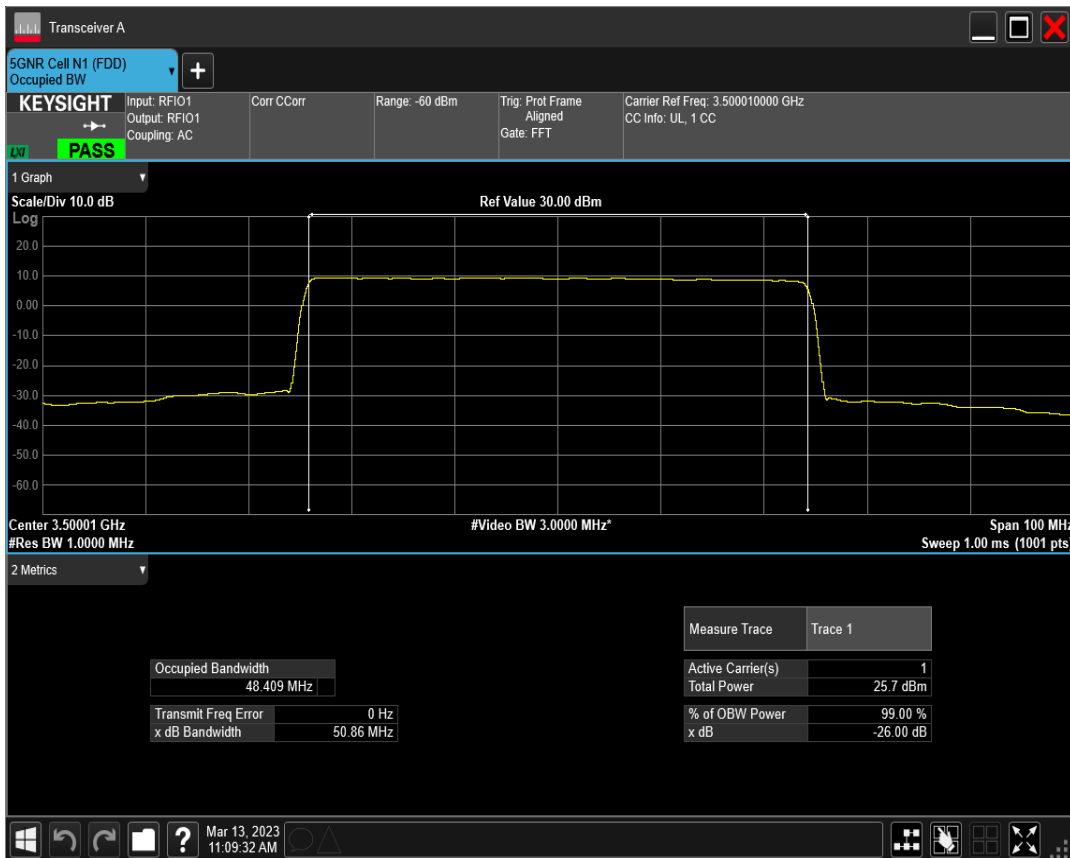 Transceiver A
5GNR Cell N1 (FDD)
Occupied BW
+
KEYSIGHT
LXI
PASS
Input: RFIO1
Output: RFIO1
Coupling: AC
Corr CCorr
Range: -60 dBm
Trig: Prot Frame
Aligned
Gate: FFT
Carrier Ref Freq: 3.500010000 GHz
CC Info: UL, 1 CC
1 Graph
Scale/Div 10.0 dB
Ref Value 30.00 dBm
Log
20.0
10.0
0.00
-10.0
-20.0
-30.0
-40.0
-50.0
-60.0
Center 3.50001 GHz
#Video BW 3.0000 MHz*
Span 100 MHz
#Res BW 1.0000 MHz
Sweep 1.00 ms (1001 pts)
2 Metrics
Measure Trace Trace 1
Occupied Bandwidth
48.409 MHz
Active Carrier(s) 1
Total Power 25.7 dBm
Transmit Freq Error 0 Hz
x dB Bandwidth 50.86 MHz
% of OBW Power 99.00 %
x dB -26.00 dB
?
Mar 13, 2023
11:09:32 AM